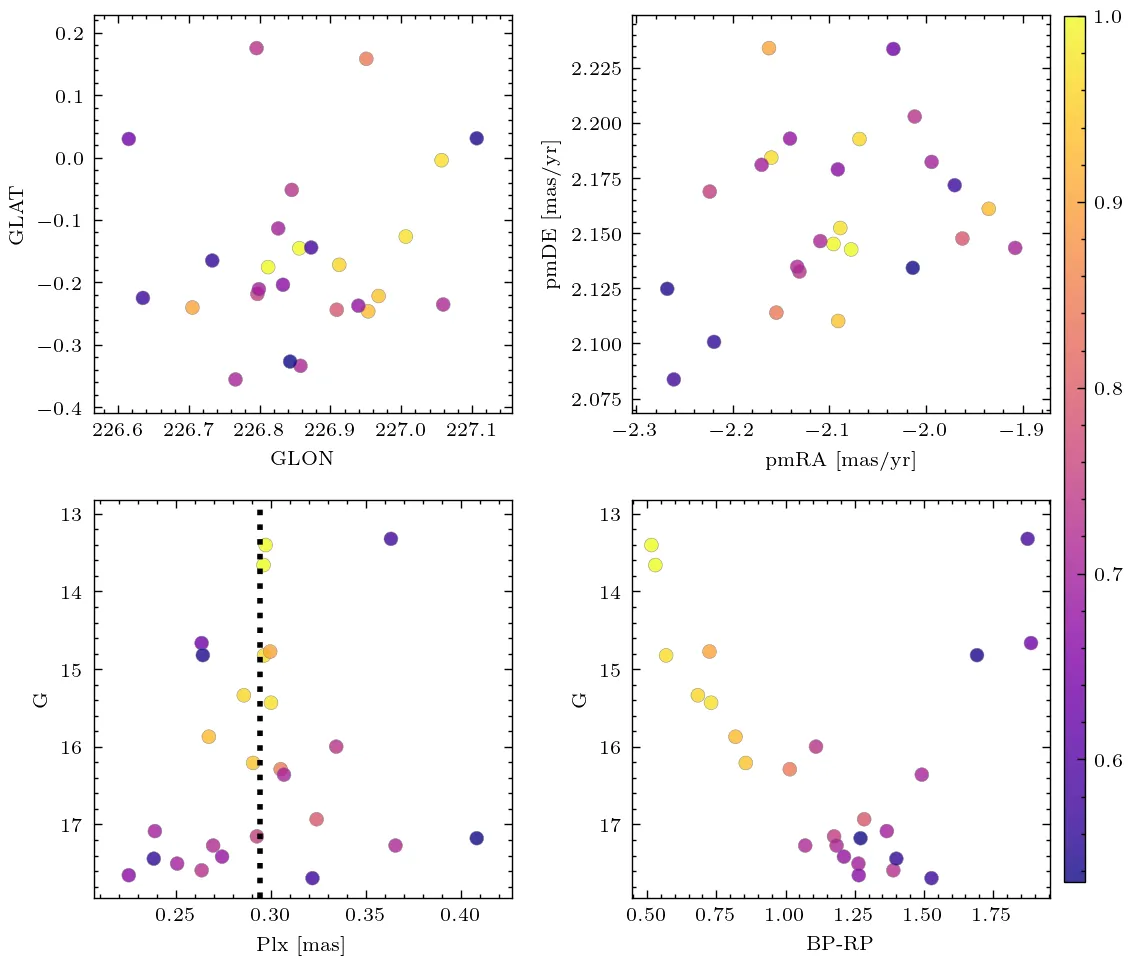 0.2
0.1
0.0
−0.1
−0.2
−0.3
−0.4
GLAT
226.6 226.7 226.8 226.9 227.0 227.1
GLON
2.225
2.200
2.175
2.150
2.125
2.100
2.075
pmDE [mas/yr]
−2.3 −2.2 −2.1 −2.0 −1.9
pmRA [mas/yr]
1.0
0.9
0.8
0.7
0.6
13
14
15
16
17
G
0.25 0.30 0.35 0.40
Plx [mas]
13
14
15
16
17
G
0.50 0.75 1.00 1.25 1.50 1.75
BP-RP